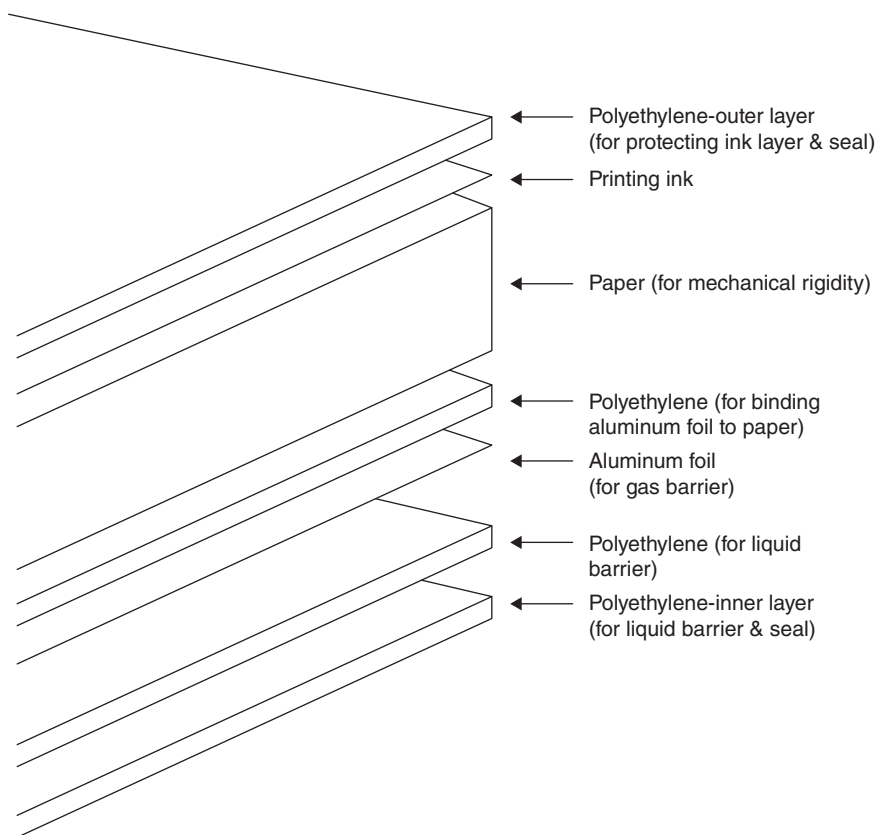 Polyethylene-outer layer
(for protecting ink layer & seal)
Printing ink
Paper (for mechanical rigidity)
Polyethylene (for binding
aluminum foil to paper)
Aluminum foil
(for gas barrier)
Polyethylene (for liquid
barrier)
Polyethylene-inner layer
(for liquid barrier & seal)